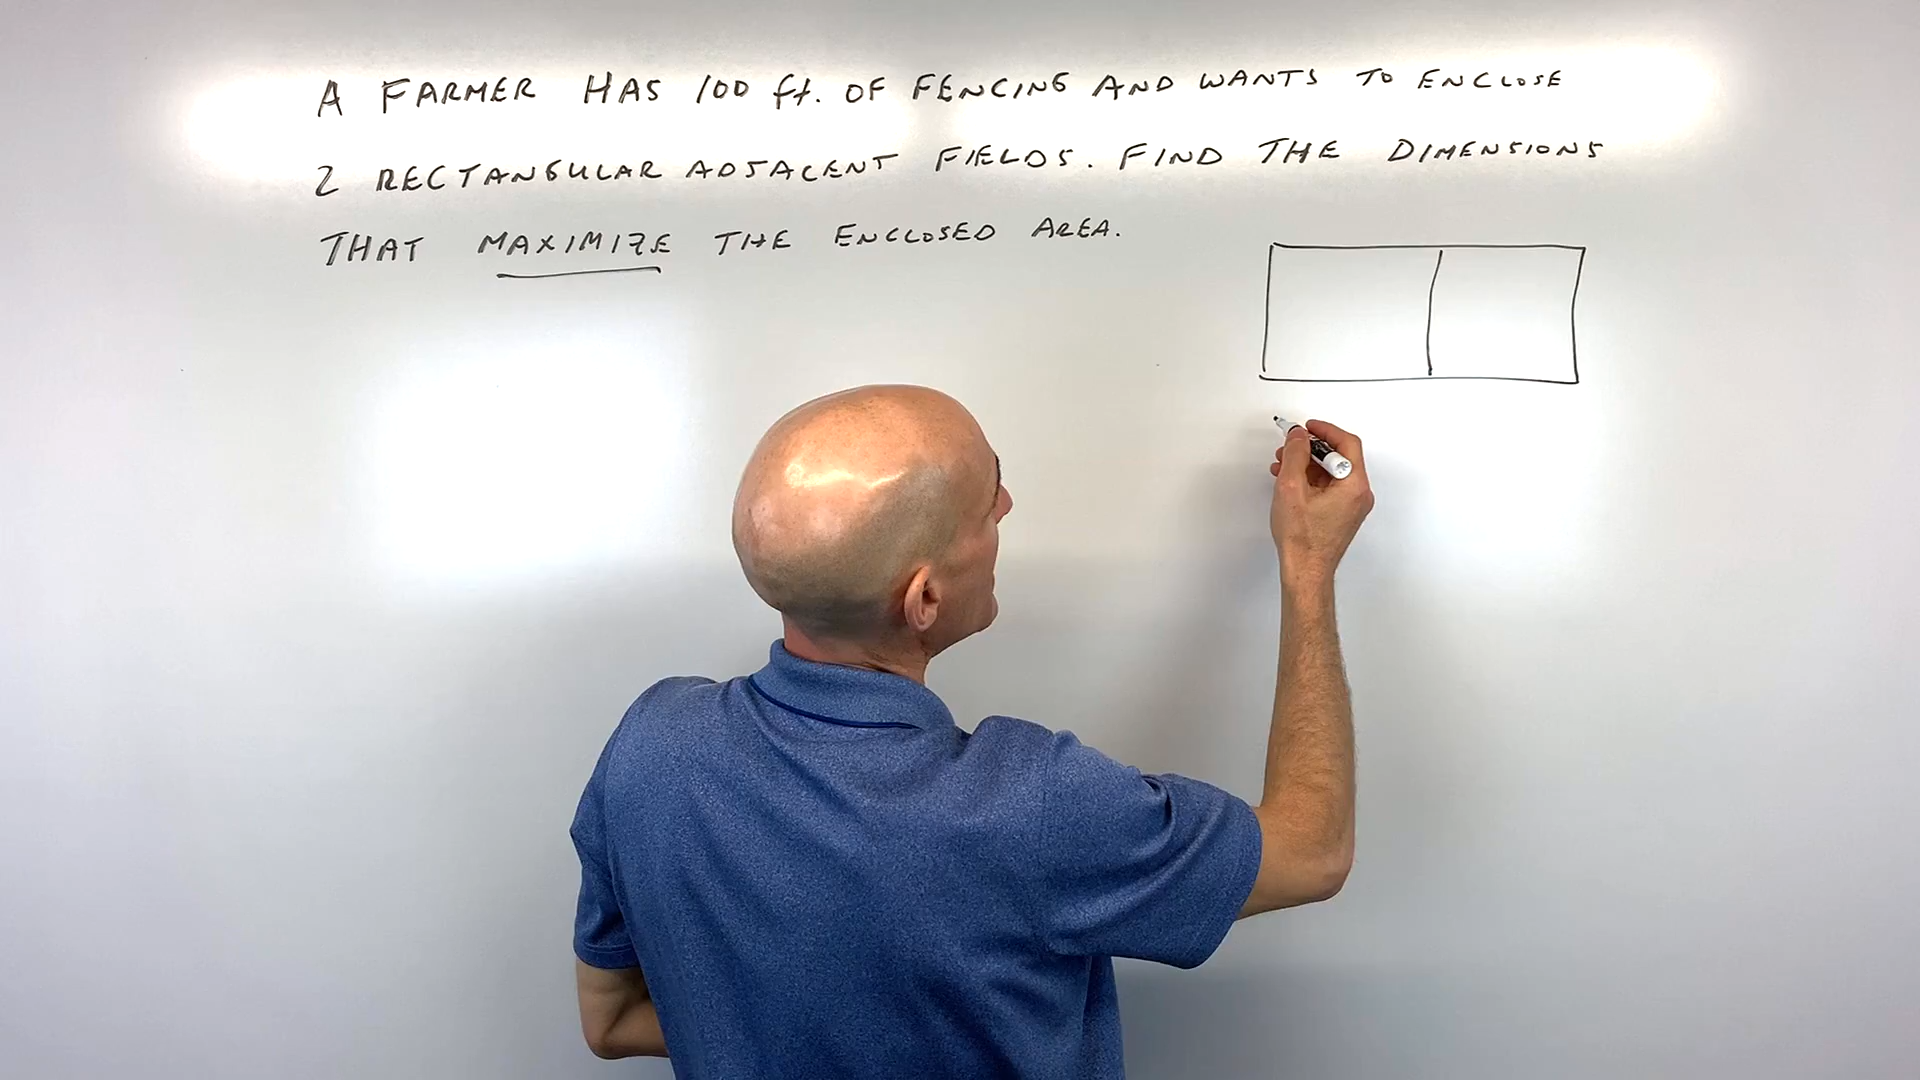 A FARMER HAS 100 ft. OF FENCING AND WANTS TO ENCLOSE
2 RECTANGULAR ADJACENT FIELDS. FIND THE DIMENSIONS
THAT MAXIMIZE THE ENCLOSED AREA.